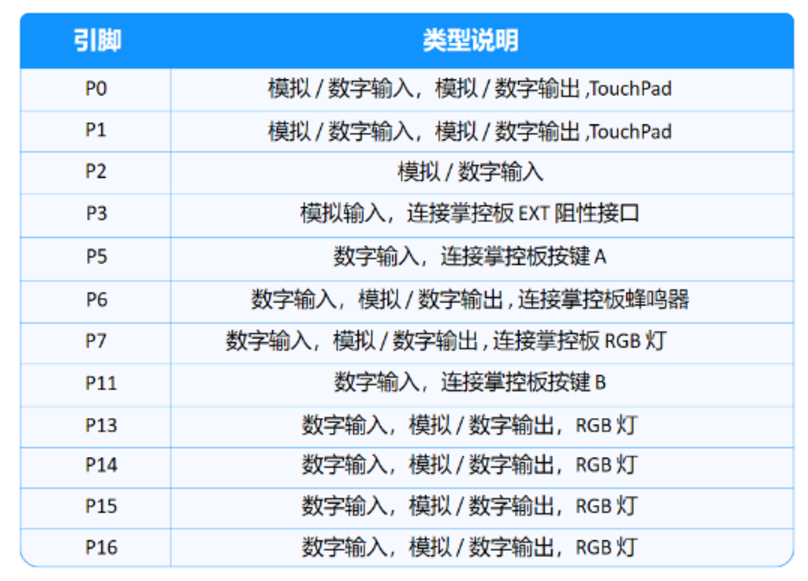 引脚 类型说明
P0 模拟 / 数字输入，模拟 / 数字输出 ,TouchPad
P1 模拟 / 数字输入，模拟 / 数字输出 ,TouchPad
P2 模拟 / 数字输入
P3 模拟输入，连接掌控板 EXT 阻性接口
P5 数字输入，连接掌控板按键 A
P6 数字输入，模拟 / 数字输出 , 连接掌控板蜂鸣器
P7 数字输入，模拟 / 数字输出 , 连接掌控板 RGB 灯
P11 数字输入，连接掌控板按键 B
P13 数字输入，模拟 / 数字输出，RGB 灯
P14 数字输入，模拟 / 数字输出，RGB 灯
P15 数字输入，模拟 / 数字输出，RGB 灯
P16 数字输入，模拟 / 数字输出，RGB 灯